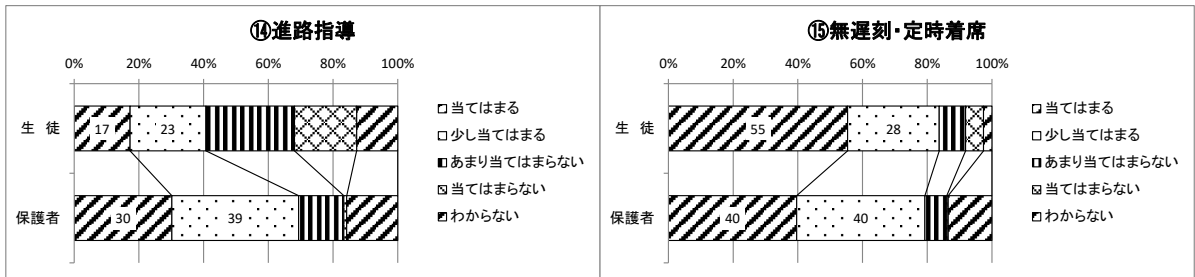 ⑭進路指導
0% 20% 40% 60% 80% 100%
生 徒
17 23
保護者
30 39
当てはまる
少し当てはまる
あまり当てはまらない
当てはまらない
わからない
⑮無遅刻・定時着席
0% 20% 40% 60% 80% 100%
生 徒
55 28
保護者
40 40
当てはまる
少し当てはまる
あまり当てはまらない
当てはまらない
わからない